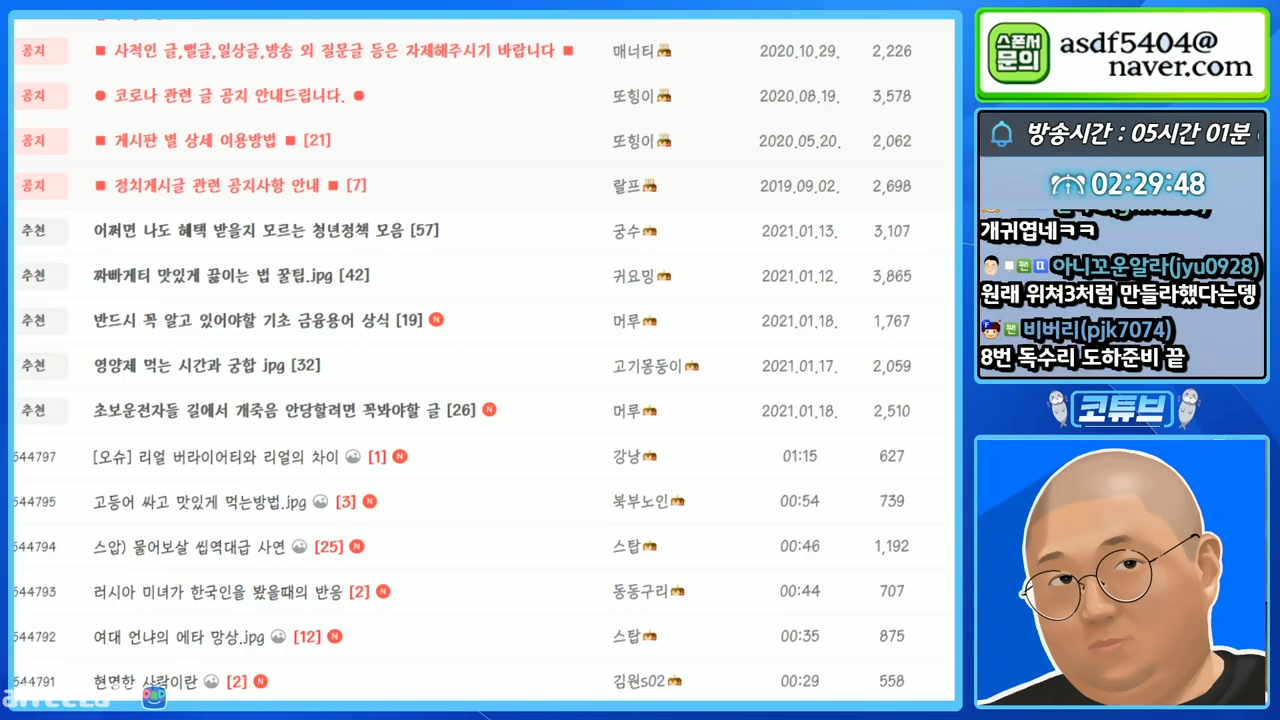 공지 ■ 사적인 글,뻘글,일상글,방송 외 질문글 등은 자제해주시기 바랍니다 ■ 매너티 2020.10.29. 2,226
공지 ● 코로나 관련 글 공지 안내드립니다. ● 또힝이 2020.08.19. 3,578
공지 ■ 게시판 별 상세 이용방법 ■ [21] 또힝이 2020.05.20. 2,062
공지 ■ 정치게시글 관련 공지사항 안내 ■ [7] 랄프 2019.09.02. 2,698
추천 어쩌면 나도 혜택 받을지 모르는 청년정책 모음 [57] 궁수 2021.01.13. 3,107
추천 짜빠게티 맛있게 끓이는 법 꿀팁.jpg [42] 귀요밍 2021.01.12. 3,865
추천 반드시 꼭 알고 있어야할 기초 금융용어 상식 [19] N 머루 2021.01.18. 1,767
추천 영양제 먹는 시간과 궁합 jpg [32] 고기몽둥이 2021.01.17. 2,059
추천 초보운전자들 길에서 개죽음 안당할려면 꼭봐야할 글 [26] N 머루 2021.01.18. 2,510
544797 [오슈] 리얼 버라이어티와 리얼의 차이 [1] N 강낭 01:15 627
544795 고등어 싸고 맛있게 먹는방법.jpg [3] N 북부노인 00:54 739
544794 스압) 물어보살 씹역대급 사연 [25] N 스탑 00:46 1,192
544793 러시아 미녀가 한국인을 봤을때의 반응 [2] N 동동구리 00:44 707
544792 여대 언냐의 에타 망상.jpg [12] N 스탑 00:35 875
544791 현명한 사람이란 [2] N 김원s02 00:29 558
스폰서
문의
asdf5404@
naver.com
방송시간 : 05시간 01분
02:29:48
개귀엽네ㅋㅋ
팬 아니꼬운알라(jyu0928)
원래 위쳐3처럼 만들라했다는뎅
팬 비버리(pjk7074)
8번 독수리 도하준비 끝
코튜브